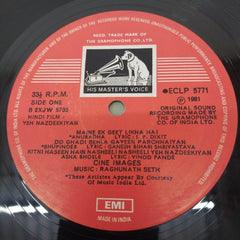 REGD. TRADE MARK OF
THE GRAMOPHONE CO. LTD.
HIS MASTER'S VOICE
33⅓ R.P.M.
SIDE ONE
B EXJW 5735
HINDI FILM :
YEH NAZDEEKIYAN
ECLP 5771
Ⓟ 1981
ORIGINAL SOUND
RECORDING MADE BY
THE GRAMOPHONE
CO. OF INDIA LTD.
MAINE EK GEET LIKHA HAI
*ANURADHA : LYRIC : S. P. DIXIT
DO GHADI BEHLA GAYEEN PARCHHAIYAN
*BHUPINDER : LYRIC : GANESH BIHARI SHRIVASTAVA
KITNI HASEEN HAIN NASHEELI NASHEELI YEH NAZDEEKIYAN
ASHA BHOSLE : LYRIC : VINOD PANDE
CINE IMAGES
MUSIC : RAGHUNATH SETH
*These Artistes Appear By Courtesy
Of Music India Ltd.
EMI
MADE IN INDIA